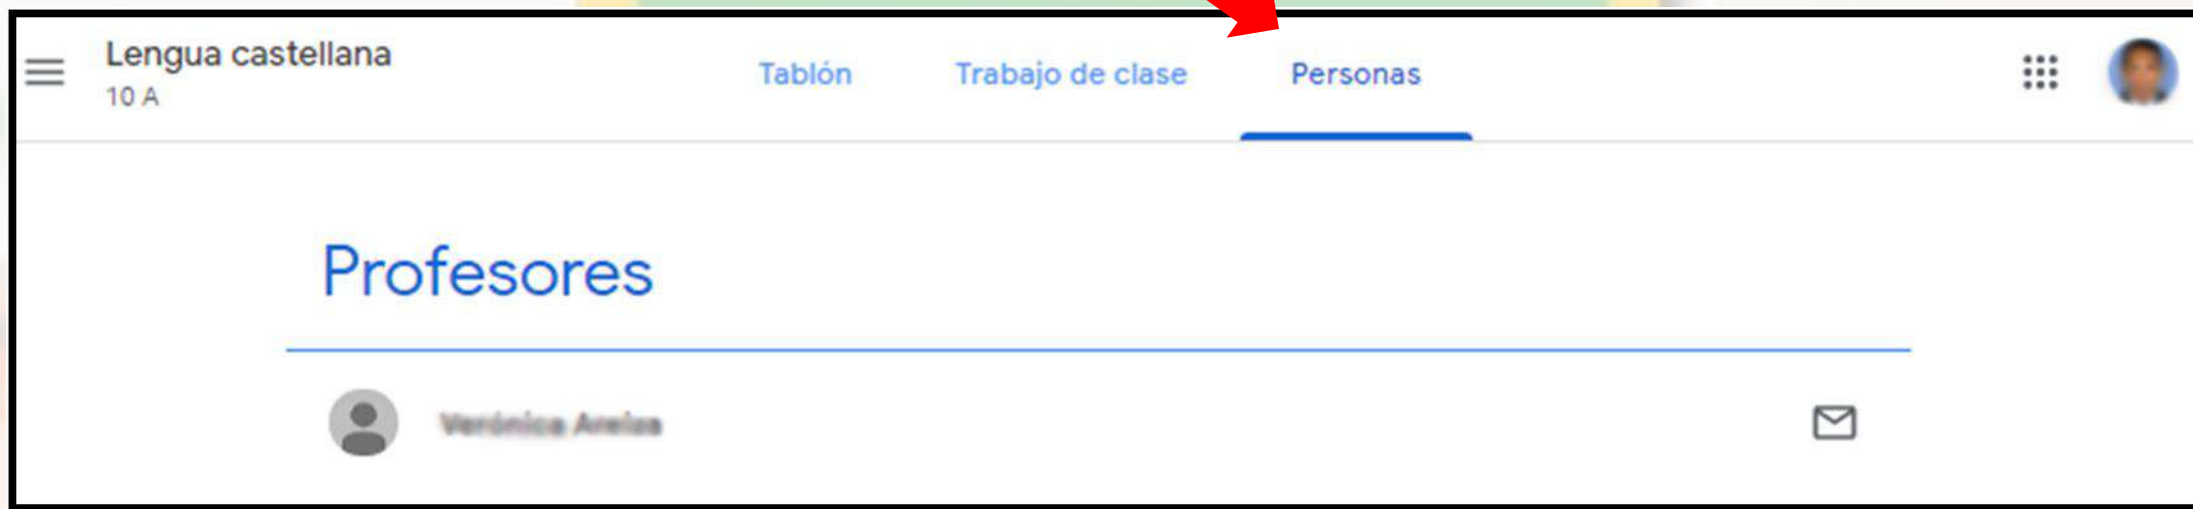 Lengua castellana
10 A
Tablón Trabajo de clase Personas
Profesores